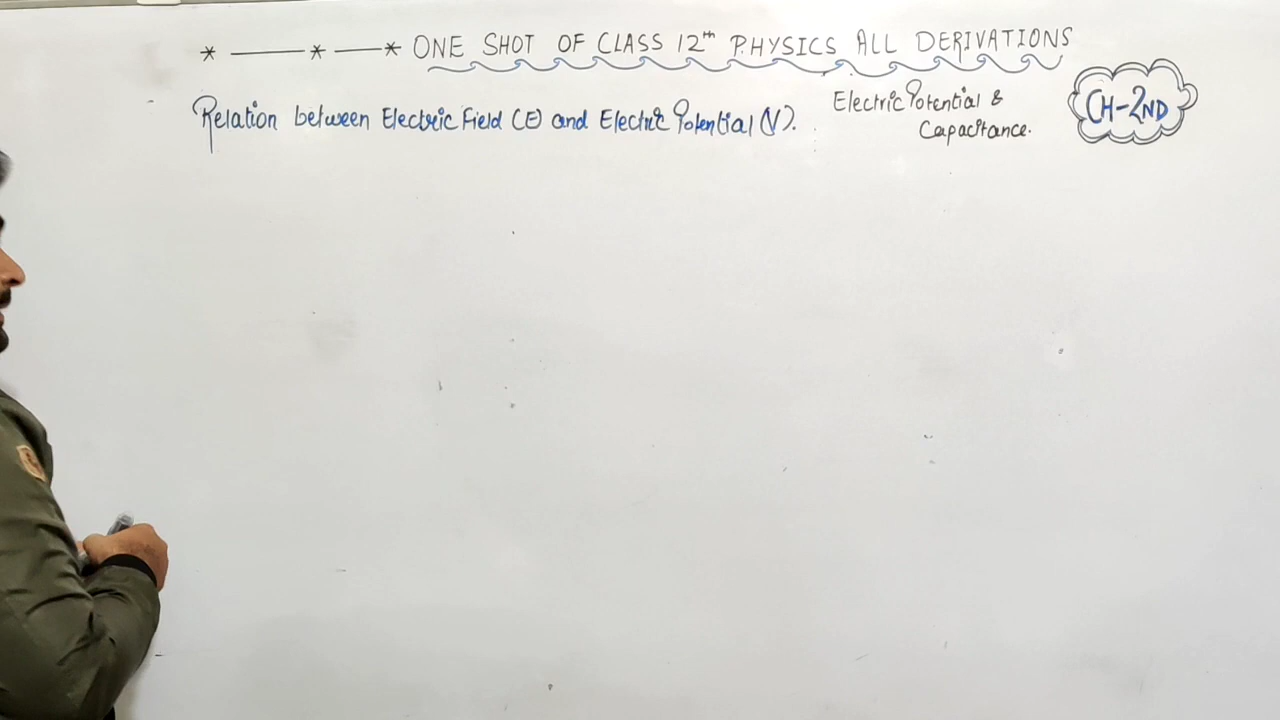 * —— * —— * ONE SHOT OF CLASS 12th PHYSICS ALL DERIVATIONS
Relation between Electric Field (E) and Electric Potential (V).
Electric Potential &
Capacitance.
CH-2ND